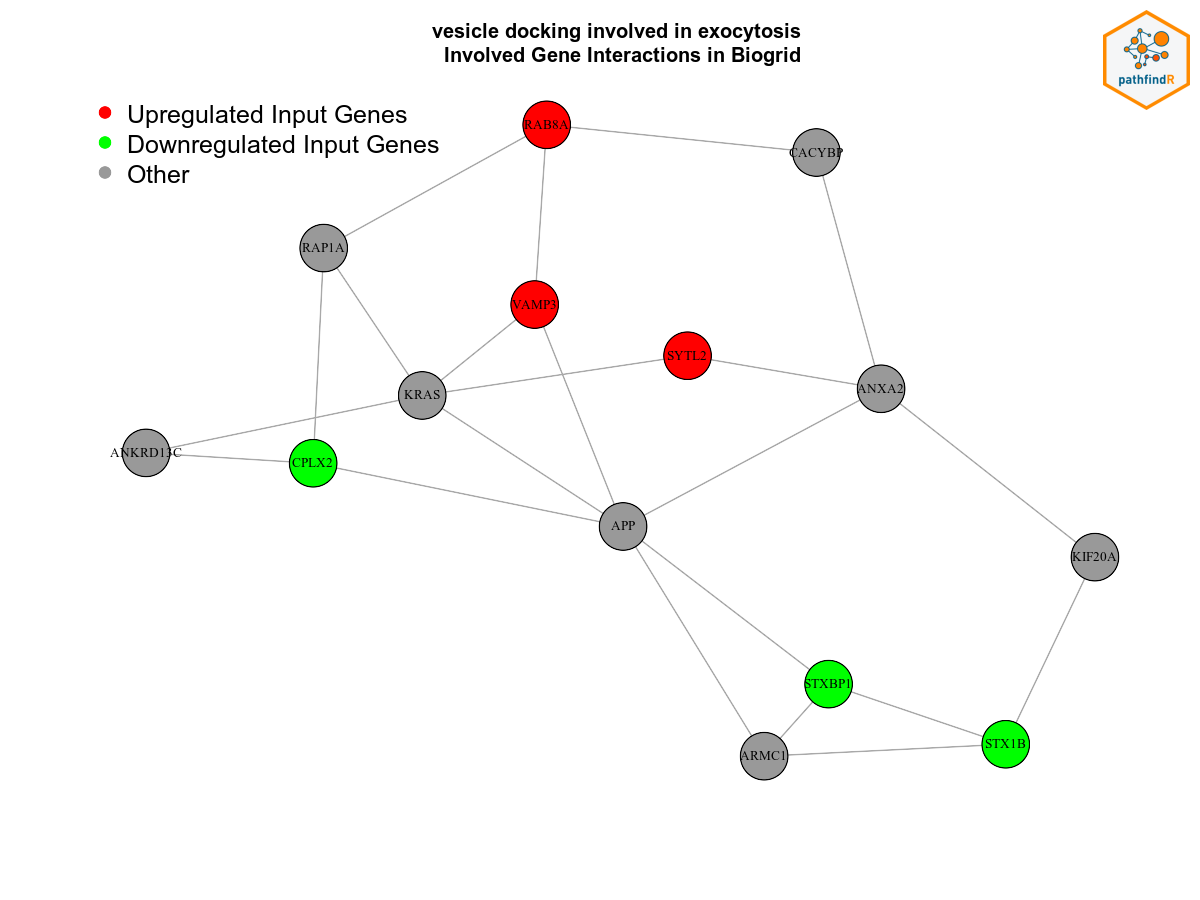 vesicle docking involved in exocytosis
Involved Gene Interactions in Biogrid
pathfindR
Upregulated Input Genes
Downregulated Input Genes
Other
RAB8A
CACYBP
RAP1A
VAMP3
SYTL2
KRAS
ANXA2
ANKRD13C
CPLX2
APP
KIF20A
STXBP1
STX1B
ARMC1